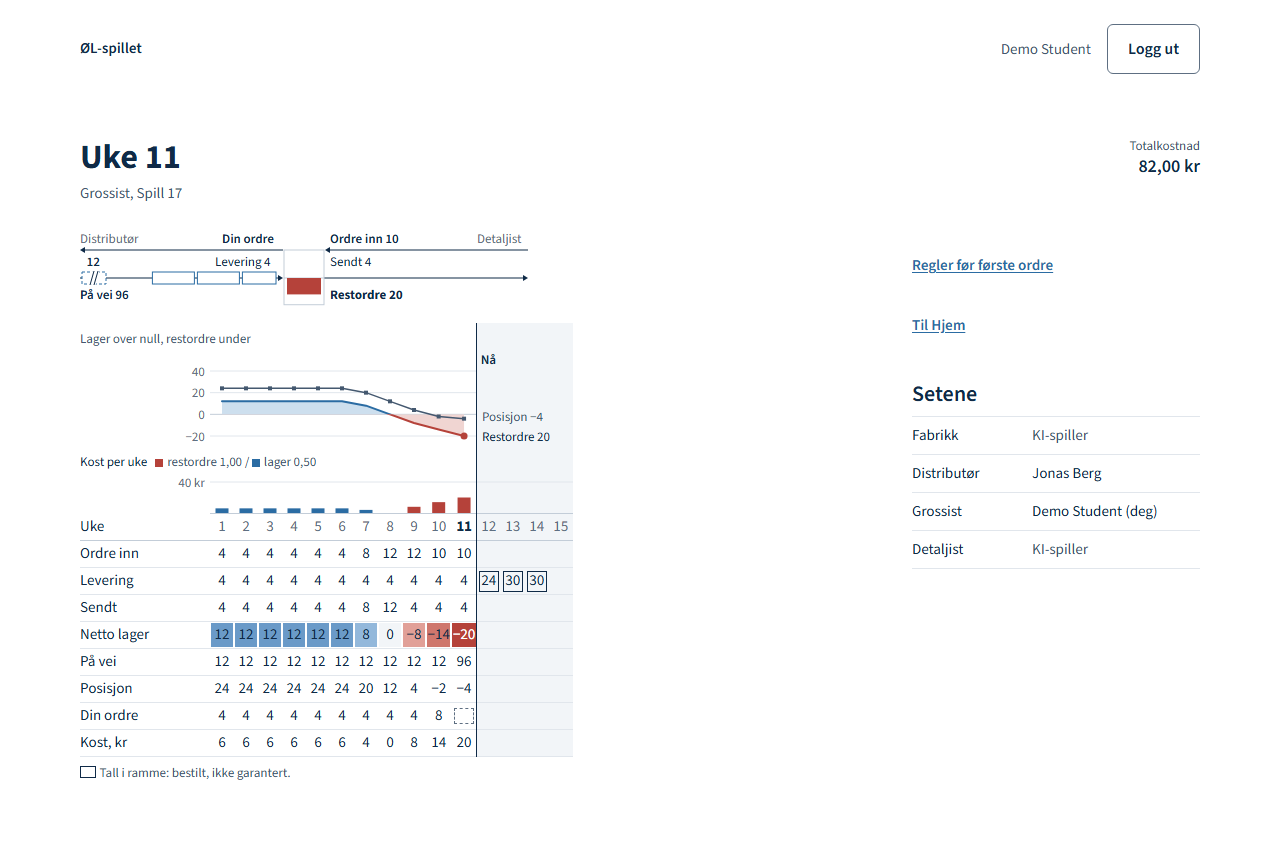 ØL-spillet
Demo Student
Logg ut
Uke 11
Grossist, Spill 17
Totalkostnad
82,00 kr
Distributør
Din ordre
Ordre inn 10
Detaljist
12
Levering 4
Sendt 4
På vei 96
Restordre 20
Regler før første ordre
Til Hjem
Lager over null, restordre under
Nå
40
20
0
−20
Posisjon −4
Restordre 20
Kost per uke restordre 1,00 / lager 0,50
40 kr
Uke 1 2 3 4 5 6 7 8 9 10 11 12 13 14 15
Ordre inn 4 4 4 4 4 4 8 12 12 10 10
Levering 4 4 4 4 4 4 4 4 4 4 4 24 30 30
Sendt 4 4 4 4 4 4 8 12 4 4 4
Netto lager 12 12 12 12 12 12 8 0 −8 −14 −20
På vei 12 12 12 12 12 12 12 12 12 12 96
Posisjon 24 24 24 24 24 24 20 12 4 −2 −4
Din ordre 4 4 4 4 4 4 4 4 4 8
Kost, kr 6 6 6 6 6 6 4 0 8 14 20
Tall i ramme: bestilt, ikke garantert.
Setene
Fabrikk KI-spiller
Distributør Jonas Berg
Grossist Demo Student (deg)
Detaljist KI-spiller